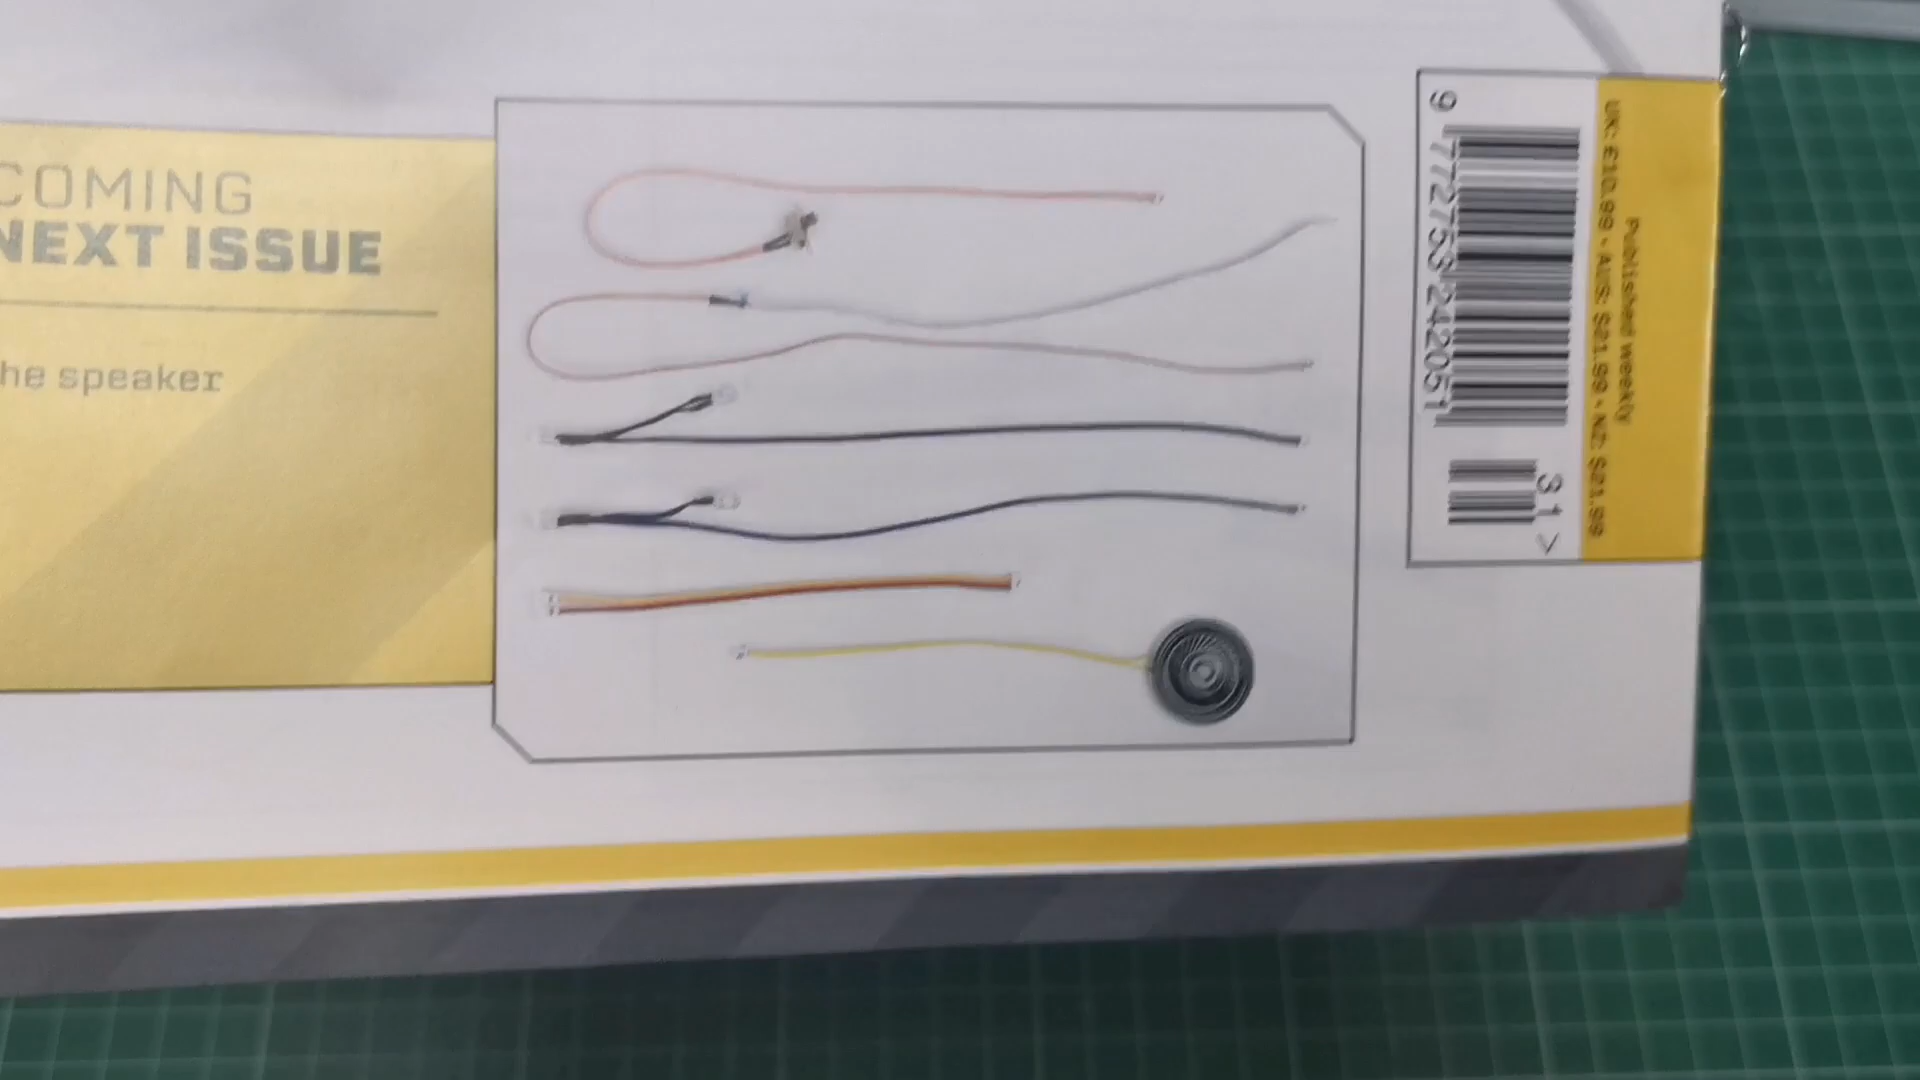 COMING
NEXT ISSUE
he speaker
9 772753 242051
31 >
Published weekly
UK: £10.99 • AUS: $21.99 • NZ: $21.99